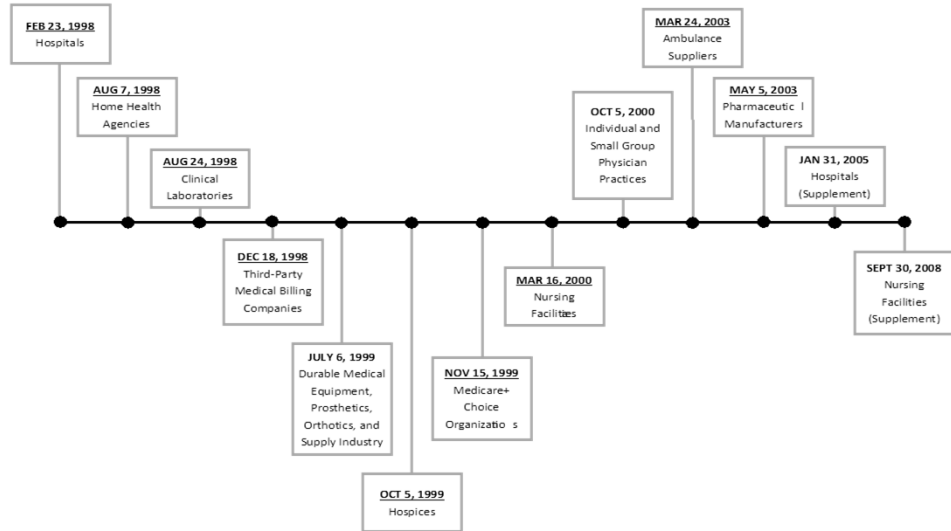 FEB 23, 1998
Hospitals
AUG 7, 1998
Home Health
Agencies
AUG 24, 1998
Clinical
Laboratories
DEC 18, 1998
Third-Party
Medical Billing
Companies
JULY 6, 1999
Durable Medical
Equipment,
Prosthetics,
Orthotics, and
Supply Industry
OCT 5, 1999
Hospices
NOV 15, 1999
Medicare+
Choice
Organizatio s
MAR 16, 2000
Nursing
Facilities
OCT 5, 2000
Individual and
Small Group
Physician
Practices
MAR 24, 2003
Ambulance
Suppliers
MAY 5, 2003
Pharmaceutic l
Manufacturers
JAN 31, 2005
Hospitals
(Supplement)
SEPT 30, 2008
Nursing
Facilities
(Supplement)